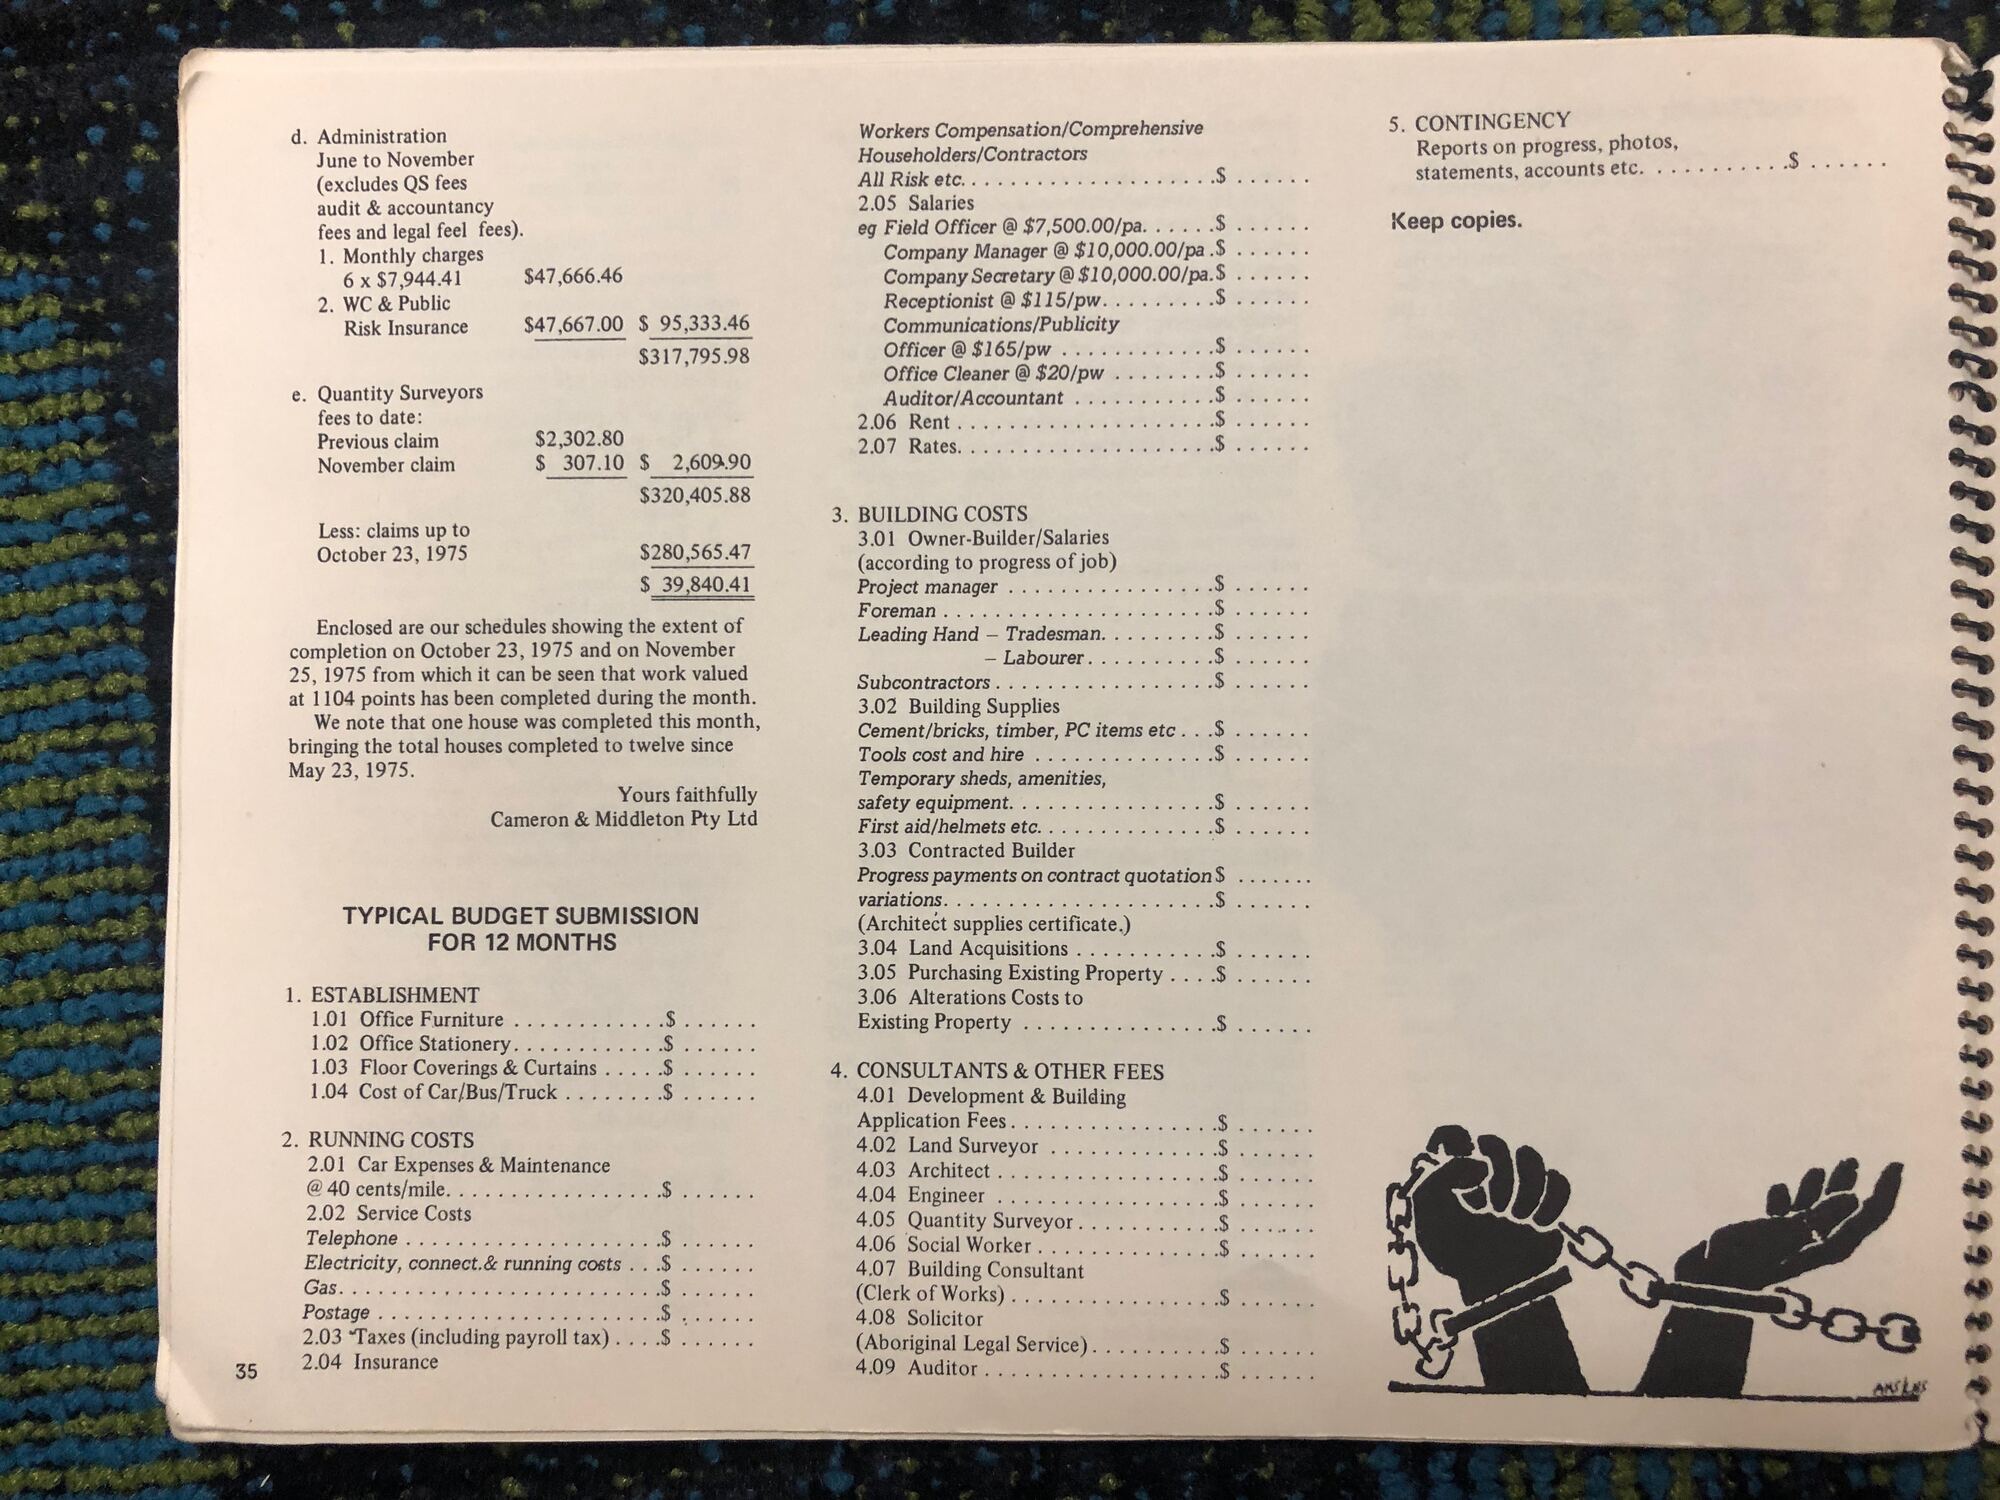 d. Administration
June to November
(excludes QS fees
audit & accountancy
fees and legal feel fees).
1. Monthly charges
6 x $7,944.41 $47,666.46
2. WC & Public
Risk Insurance $47,667.00 $ 95,333.46
$317,795.98
e. Quantity Surveyors
fees to date:
Previous claim $2,302.80
November claim $ 307.10 $ 2,609.90
$320,405.88
Less: claims up to
October 23, 1975 $280,565.47
$ 39,840.41
Enclosed are our schedules showing the extent of
completion on October 23, 1975 and on November
25, 1975 from which it can be seen that work valued
at 1104 points has been completed during the month.
We note that one house was completed this month,
bringing the total houses completed to twelve since
May 23, 1975.
Yours faithfully
Cameron & Middleton Pty Ltd
TYPICAL BUDGET SUBMISSION
FOR 12 MONTHS
1. ESTABLISHMENT
1.01 Office Furniture . . . . . . . . . . . .$ . . . . . .
1.02 Office Stationery. . . . . . . . . . . .$ . . . . . .
1.03 Floor Coverings & Curtains . . . . .$ . . . . . .
1.04 Cost of Car/Bus/Truck . . . . . . . .$ . . . . . .
2. RUNNING COSTS
2.01 Car Expenses & Maintenance
@ 40 cents/mile. . . . . . . . . . . . . . . . .$ . . . . . .
2.02 Service Costs
Telephone . . . . . . . . . . . . . . . . . . . .$ . . . . . .
Electricity, connect.& running costs . . .$ . . . . . .
Gas. . . . . . . . . . . . . . . . . . . . . . . . .$ . . . . . .
Postage . . . . . . . . . . . . . . . . . . . . . .$ . . . . . .
2.03 Taxes (including payroll tax) . . . .$ . . . . . .
2.04 Insurance
35
Workers Compensation/Comprehensive
Householders/Contractors
All Risk etc. . . . . . . . . . . . . . . . . . . .$ . . . . . .
2.05 Salaries
eg Field Officer @ $7,500.00/pa. . . . . .$ . . . . . .
Company Manager @ $10,000.00/pa .$ . . . . . .
Company Secretary @ $10,000.00/pa.$ . . . . . .
Receptionist @ $115/pw. . . . . . . . .$ . . . . . .
Communications/Publicity
Officer @ $165/pw . . . . . . . . . . . .$ . . . . . .
Office Cleaner @ $20/pw . . . . . . . .$ . . . . . .
Auditor/Accountant . . . . . . . . . . .$ . . . . . .
2.06 Rent . . . . . . . . . . . . . . . . . . . .$ . . . . . .
2.07 Rates. . . . . . . . . . . . . . . . . . . .$ . . . . . .
3. BUILDING COSTS
3.01 Owner-Builder/Salaries
(according to progress of job)
Project manager . . . . . . . . . . . . . . . .$ . . . . . .
Foreman . . . . . . . . . . . . . . . . . . . . .$ . . . . . .
Leading Hand – Tradesman. . . . . . . . .$ . . . . . .
– Labourer. . . . . . . . . .$ . . . . . .
Subcontractors . . . . . . . . . . . . . . . . .$ . . . . . .
3.02 Building Supplies
Cement/bricks, timber, PC items etc . . .$ . . . . . .
Tools cost and hire . . . . . . . . . . . . . .$ . . . . . .
Temporary sheds, amenities,
safety equipment. . . . . . . . . . . . . . . .$ . . . . . .
First aid/helmets etc. . . . . . . . . . . . . .$ . . . . . .
3.03 Contracted Builder
Progress payments on contract quotation $ . . . . . . .
variations. . . . . . . . . . . . . . . . . . . . .$ . . . . . .
(Architect supplies certificate.)
3.04 Land Acquisitions . . . . . . . . . . .$ . . . . . .
3.05 Purchasing Existing Property . . . .$ . . . . . .
3.06 Alterations Costs to
Existing Property . . . . . . . . . . . . . . .$ . . . . . .
4. CONSULTANTS & OTHER FEES
4.01 Development & Building
Application Fees . . . . . . . . . . . . . . . .$ . . . . . .
4.02 Land Surveyor . . . . . . . . . . . . .$ . . . . . .
4.03 Architect . . . . . . . . . . . . . . . . .$ . . . . . .
4.04 Engineer . . . . . . . . . . . . . . . . .$ . . . . . .
4.05 Quantity Surveyor . . . . . . . . . . .$ . . . . . .
4.06 Social Worker . . . . . . . . . . . . . .$ . . . . . .
4.07 Building Consultant
(Clerk of Works) . . . . . . . . . . . . . . . .$ . . . . . .
4.08 Solicitor
(Aboriginal Legal Service) . . . . . . . . . .$ . . . . . .
4.09 Auditor . . . . . . . . . . . . . . . . . .$ . . . . . .
5. CONTINGENCY
Reports on progress, photos,
statements, accounts etc. . . . . . . . . . . .$ . . . . . .
Keep copies.